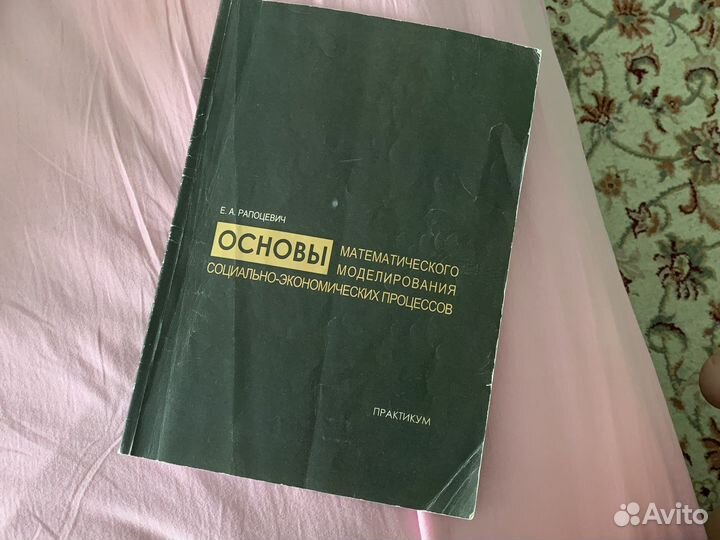 Е. А. РАПОЦЕВИЧ
ОСНОВЫ МАТЕМАТИЧЕСКОГО
МОДЕЛИРОВАНИЯ
СОЦИАЛЬНО-ЭКОНОМИЧЕСКИХ ПРОЦЕССОВ
ПРАКТИКУМ
Avito